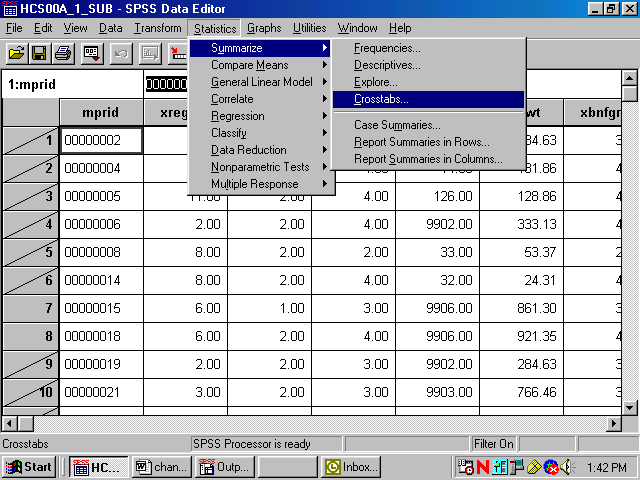 HCS00A_1_SUB - SPSS Data Editor
File Edit View Data Transform Statistics Graphs Utilities Window Help
Summarize
Compare Means
General Linear Model
Correlate
Regression
Classify
Data Reduction
Nonparametric Tests
Multiple Response
Frequencies...
Descriptives...
Explore...
Crosstabs...
Case Summaries...
Report Summaries in Rows...
Report Summaries in Columns...
1:mprid
mprid xreg wt xbnfgr
1 00000002 84.63 3
2 00000004
3 00000005 11.00 2.00 4.00 126.00 128.86 3
4 00000006 2.00 2.00 4.00 9902.00 333.13 4
5 00000008 8.00 2.00 2.00 33.00 53.37 2
6 00000014 8.00 2.00 4.00 32.00 24.31 4
7 00000015 6.00 1.00 3.00 9906.00 861.30 3
8 00000018 6.00 2.00 4.00 9906.00 921.35 4
9 00000019 2.00 2.00 3.00 9902.00 284.63 3
10 00000021 3.00 2.00 3.00 9903.00 766.46 3
Crosstabs SPSS Processor is ready Filter On
Start HC... chan... Outp... Inbox... 1:42 PM